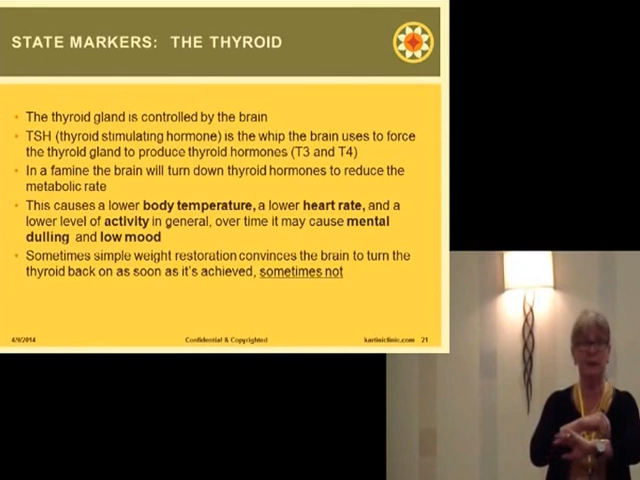 STATE MARKERS: THE THYROID
The thyroid gland is controlled by the brain
TSH (thyroid stimulating hormone) is the whip the brain uses to force
the thyroid gland to produce thyroid hormones (T3 and T4)
In a famine the brain will turn down thyroid hormones to reduce the
metabolic rate
This causes a lower body temperature, a lower heart rate, and a
lower level of activity in general, over time it may cause mental
dulling and low mood
Sometimes simple weight restoration convinces the brain to turn the
thyroid back on as soon as it's achieved, sometimes not
4/9/2014 Confidential & Copyrighted kartiniclinic.com 21